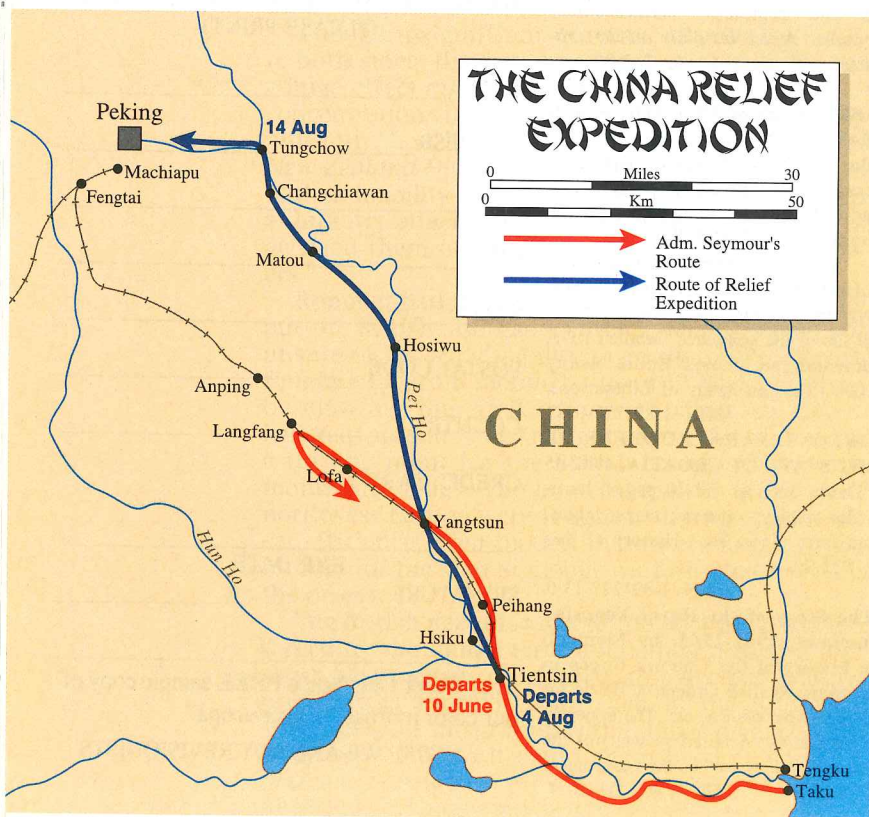 THE CHINA RELIEF
EXPEDITION
0 Miles 30
0 Km 50
Adm. Seymour's
Route
Route of Relief
Expedition
Peking
14 Aug
Tungchow
Machiapu
Fengtai
Changchiawan
Matou
Hosiwu
Anping
Pei Ho
CHINA
Langfang
Lofa
Yangtsun
Hun Ho
Peihang
Hsiku
Tientsin
Departs
10 June
Departs
4 Aug
Tengku
Taku